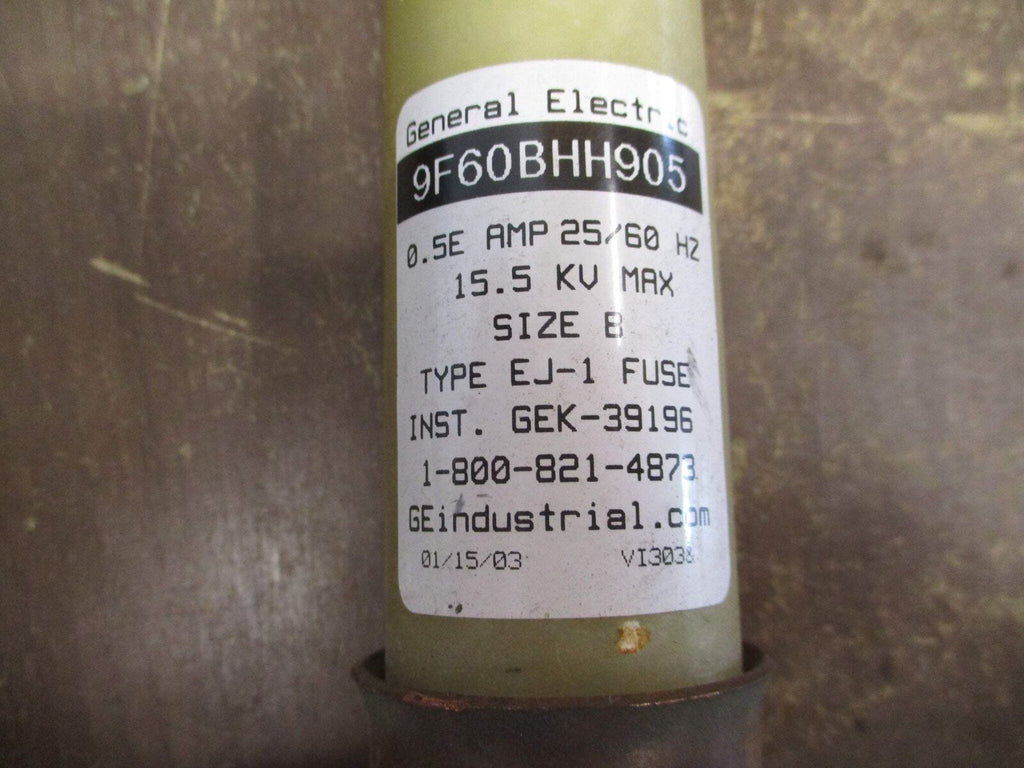 General Electric
9F60BHH905
0.5E AMP 25/60 HZ
15.5 KV MAX
SIZE B
TYPE EJ-1 FUSE
INST. GEK-39196
1-800-821-4873
GEindustrial.com
01/15/03